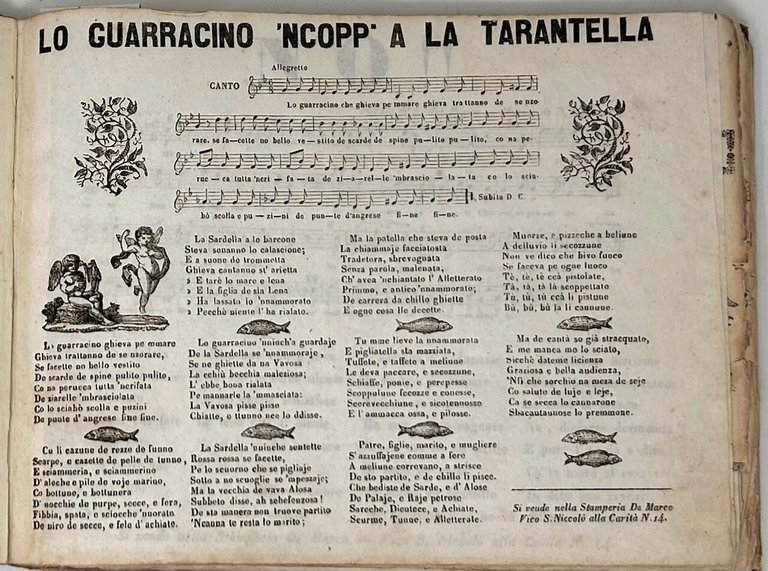 LO GUARRACINO 'NCOPP' A LA TARANTELLA
Allegretto
CANTO
Lo guarracino che ghieva pe mmare ghieva trattanno de se nzo
rare, se fa—cette no bello ve—stito de scarde de spine pu—lito pu—lito, co na pe—
ruc—ca tutta 'ncri—fa—ta de zi—a—rel—le 'mbrascio—la—ta co lo scia—
bò scolla e pu—zi—ni de pun—te d'angrese fi—ne fine.
Subito D. C.
Lo guarracino ghieva pe mmare
Ghieva trattanno de se nzorare,
Se facette no bello vestito
De scarde de spine pulito pulito,
Co na perucca tutta 'ncrifata
De ziarelle 'mbrasciolata
Co lo sciabò scolla e puzini
De punte d'angrese fine fine.
Co li cazune de rezze de funno
Scarpe, e cazette de pelle de tunno,
E sciammeria, e sciammerino
D'aleche e pile de voje marino,
Co bottune, e bottunera
D'uocchie de purpe, secce, e fera,
Fibbia, spata, e sciocche 'nnorato
De niro de secce, e fele d'achiate.
La Sardella a lo barcone
Steva sonanno lo calascione;
E a suono de trommetta
Ghieva cantanno st'arietta
» E tarè lo mare e lena
» E la figlia de sia Lena
» Ha lassato lo 'nnammorato
» Pecchè niente l'ha rialato.
Lo guarracino 'nnioch'a guardaje
De la Sardella se 'nnammoraje,
Se ne ghiette da na Vavosa
La cchiù becchia maleziosa;
L'ebbe bona rialata
Pe mannarle la 'mmasciata:
La Vavosa pisse pisse
Chiatto, e tunno nce lo ddisse.
La Sardella 'nnioche sentette
Rossa rossa se facette,
Pe lo scuorno che se pigliaje
Sotto a no scuoglie se 'mpezzaje;
Ma la vecchia de vava Alosa
Subbeto disse, ah schefenzosa!
De sta manera non truove partito
'Ncanna te resta lo marito;
Ma la patella che steva de posta
La chiammaje facciatosta
Tradetora, sbrevognata
Senza parola, malenata,
Ch'avea 'nchiantato l'Alletterato
Primmo, e antico 'nnammorato;
De carrera da chillo ghiette
E ogne cosa lle decette.
Tu mme lieve la nnammorata
E pigliatella sta mazziata,
Tuffete, e taffete a meliune
Le deva paccare, e secozzune,
Schiaffe, ponie, e perepesse
Scoppulune fecozze e conesse,
Scorevecchiune, e sicotennosse
E l'ammacca osso, e pilosse.
Patre, figlie, marito, e mugliere
S'azzuffajene comme a fere
A meliune correvano, a strisce
De sto partito, e de chillo li pisce.
Che bediste de Sarde, e d'Alose
De Palaje, e Raje petrose
Sareche, Dientece, e Achiate,
Scurme, Tunne, e Alletterate.
Muorze, e pizzeche a beliune
A delluvio li secozzune
Non ve dico che bivo fuoco
Se faceva pe ogne luoco
Tè, tè, tè ccà pistolate,
Tà, tà, tà là scoppettate
Tù, tù, tù ccà li pistune
Bù, bù, bù la li cannune.
Ma de cantà so già stracquato,
E me manca mo lo sciato,
Sicchè dateme licienza
Graziosa e bella audienza,
'Nfi che sorchio na meza de seje
Co saluto de luje e leje,
Ca se secca lo cannarone
Sbacantannose lo premmone.
Si vende nella Stamperia De Marco
Vico S. Niccolò alla Carità N. 14.